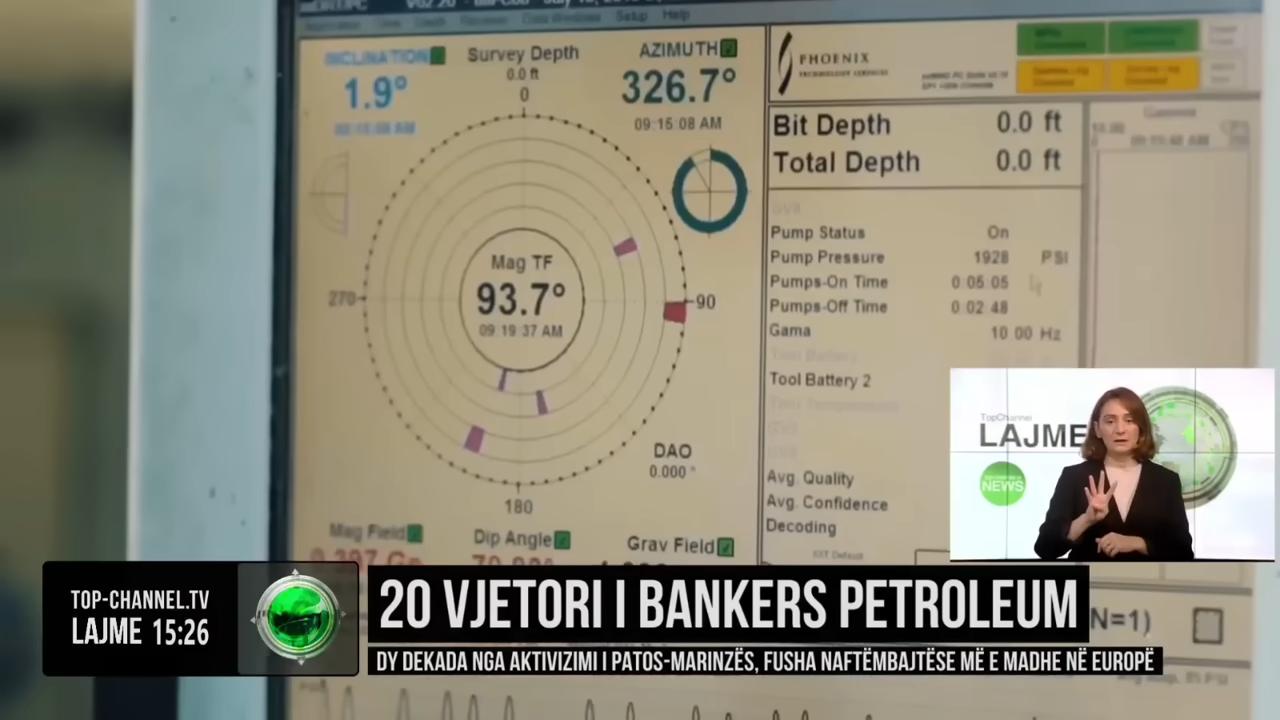 Setup Help
INCLINATION
1.9°
Survey Depth
0.0 ft
0
AZIMUTH
326.7°
09:15:08 AM
270
90
180
Mag TF
93.7°
09:19:37 AM
DAO
0.000 °
Mag Field
Dip Angle
Grav Field
PHOENIX
TECHNOLOGY SERVICES
Bit Depth 0.0 ft
Total Depth 0.0 ft
Pump Status On
Pump Pressure 1928 PSI
Pumps-On Time 0:05:05
Pumps-Off Time 0:02:48
Gama 10.00 Hz
Tool Battery 2
Avg. Quality
Avg. Confidence
Decoding
N=1)
TopChannel
LAJME
NEWS
TOP-CHANNEL.TV
LAJME 15:26
20 VJETORI I BANKERS PETROLEUM
DY DEKADA NGA AKTIVIZIMI I PATOS-MARINZËS, FUSHA NAFTËMBAJTËSE MË E MADHE NË EUROPË